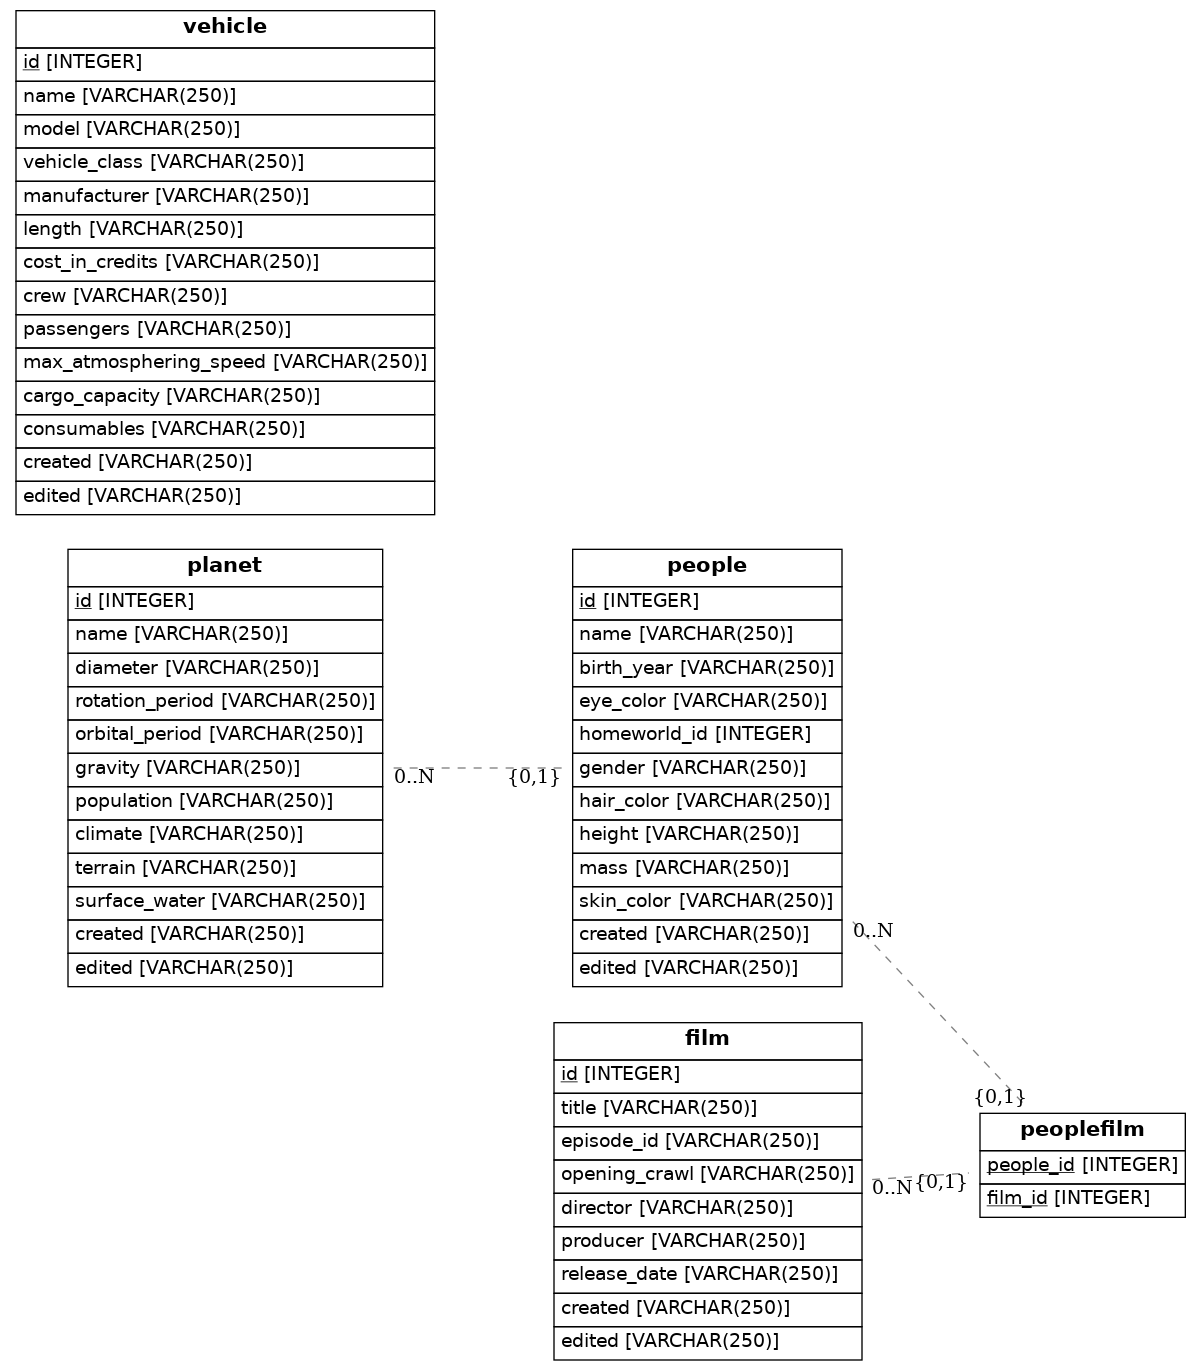 vehicle
id [INTEGER]
name [VARCHAR(250)]
model [VARCHAR(250)]
vehicle_class [VARCHAR(250)]
manufacturer [VARCHAR(250)]
length [VARCHAR(250)]
cost_in_credits [VARCHAR(250)]
crew [VARCHAR(250)]
passengers [VARCHAR(250)]
max_atmosphering_speed [VARCHAR(250)]
cargo_capacity [VARCHAR(250)]
consumables [VARCHAR(250)]
created [VARCHAR(250)]
edited [VARCHAR(250)]
planet
id [INTEGER]
name [VARCHAR(250)]
diameter [VARCHAR(250)]
rotation_period [VARCHAR(250)]
orbital_period [VARCHAR(250)]
gravity [VARCHAR(250)]
population [VARCHAR(250)]
climate [VARCHAR(250)]
terrain [VARCHAR(250)]
surface_water [VARCHAR(250)]
created [VARCHAR(250)]
edited [VARCHAR(250)]
0..N
{0,1}
people
id [INTEGER]
name [VARCHAR(250)]
birth_year [VARCHAR(250)]
eye_color [VARCHAR(250)]
homeworld_id [INTEGER]
gender [VARCHAR(250)]
hair_color [VARCHAR(250)]
height [VARCHAR(250)]
mass [VARCHAR(250)]
skin_color [VARCHAR(250)]
created [VARCHAR(250)]
edited [VARCHAR(250)]
0..N
{0,1}
film
id [INTEGER]
title [VARCHAR(250)]
episode_id [VARCHAR(250)]
opening_crawl [VARCHAR(250)]
director [VARCHAR(250)]
producer [VARCHAR(250)]
release_date [VARCHAR(250)]
created [VARCHAR(250)]
edited [VARCHAR(250)]
0..N
{0,1}
peoplefilm
people_id [INTEGER]
film_id [INTEGER]